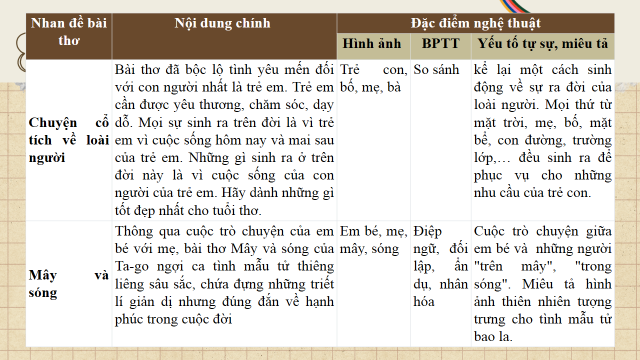 Nhan đề bài thơ
Nội dung chính
Đặc điểm nghệ thuật
Hình ảnh
BPTT
Yếu tố tự sự, miêu tả
Chuyện cổ
tích về loài
người
Bài thơ đã bộc lộ tình yêu mến đối
với con người nhất là trẻ em. Trẻ em
cần được yêu thương, chăm sóc, dạy
dỗ. Mọi sự sinh ra trên đời là vì trẻ
em vì cuộc sống hôm nay và mai sau
của trẻ em. Những gì sinh ra ở trên
đời này là vì cuộc sống của con
người của trẻ em. Hãy dành những gì
tốt đẹp nhất cho tuổi thơ.
Trẻ con,
bố, mẹ, bà
So sánh
kể lại một cách sinh
động về sự ra đời của
loài người. Mọi thứ từ
mặt trời, mẹ, bố, mặt
bể, con đường, trường
lớp,… đều sinh ra để
phục vụ cho những
nhu cầu của trẻ con.
Mây và
sóng
Thông qua cuộc trò chuyện của em
bé với mẹ, bài thơ Mây và sóng của
Ta-go ngợi ca tình mẫu tử thiêng
liêng sâu sắc, chứa đựng những triết
lí giản dị nhưng đúng đắn về hạnh
phúc trong cuộc đời
Em bé, mẹ,
mây, sóng
Điệp
ngữ, đối
lập, ẩn
dụ, nhân
hóa
Cuộc trò chuyện giữa
em bé và những người
"trên mây", "trong
sóng". Miêu tả hình
ảnh thiên nhiên tượng
trưng cho tình mẫu tử
bao la.